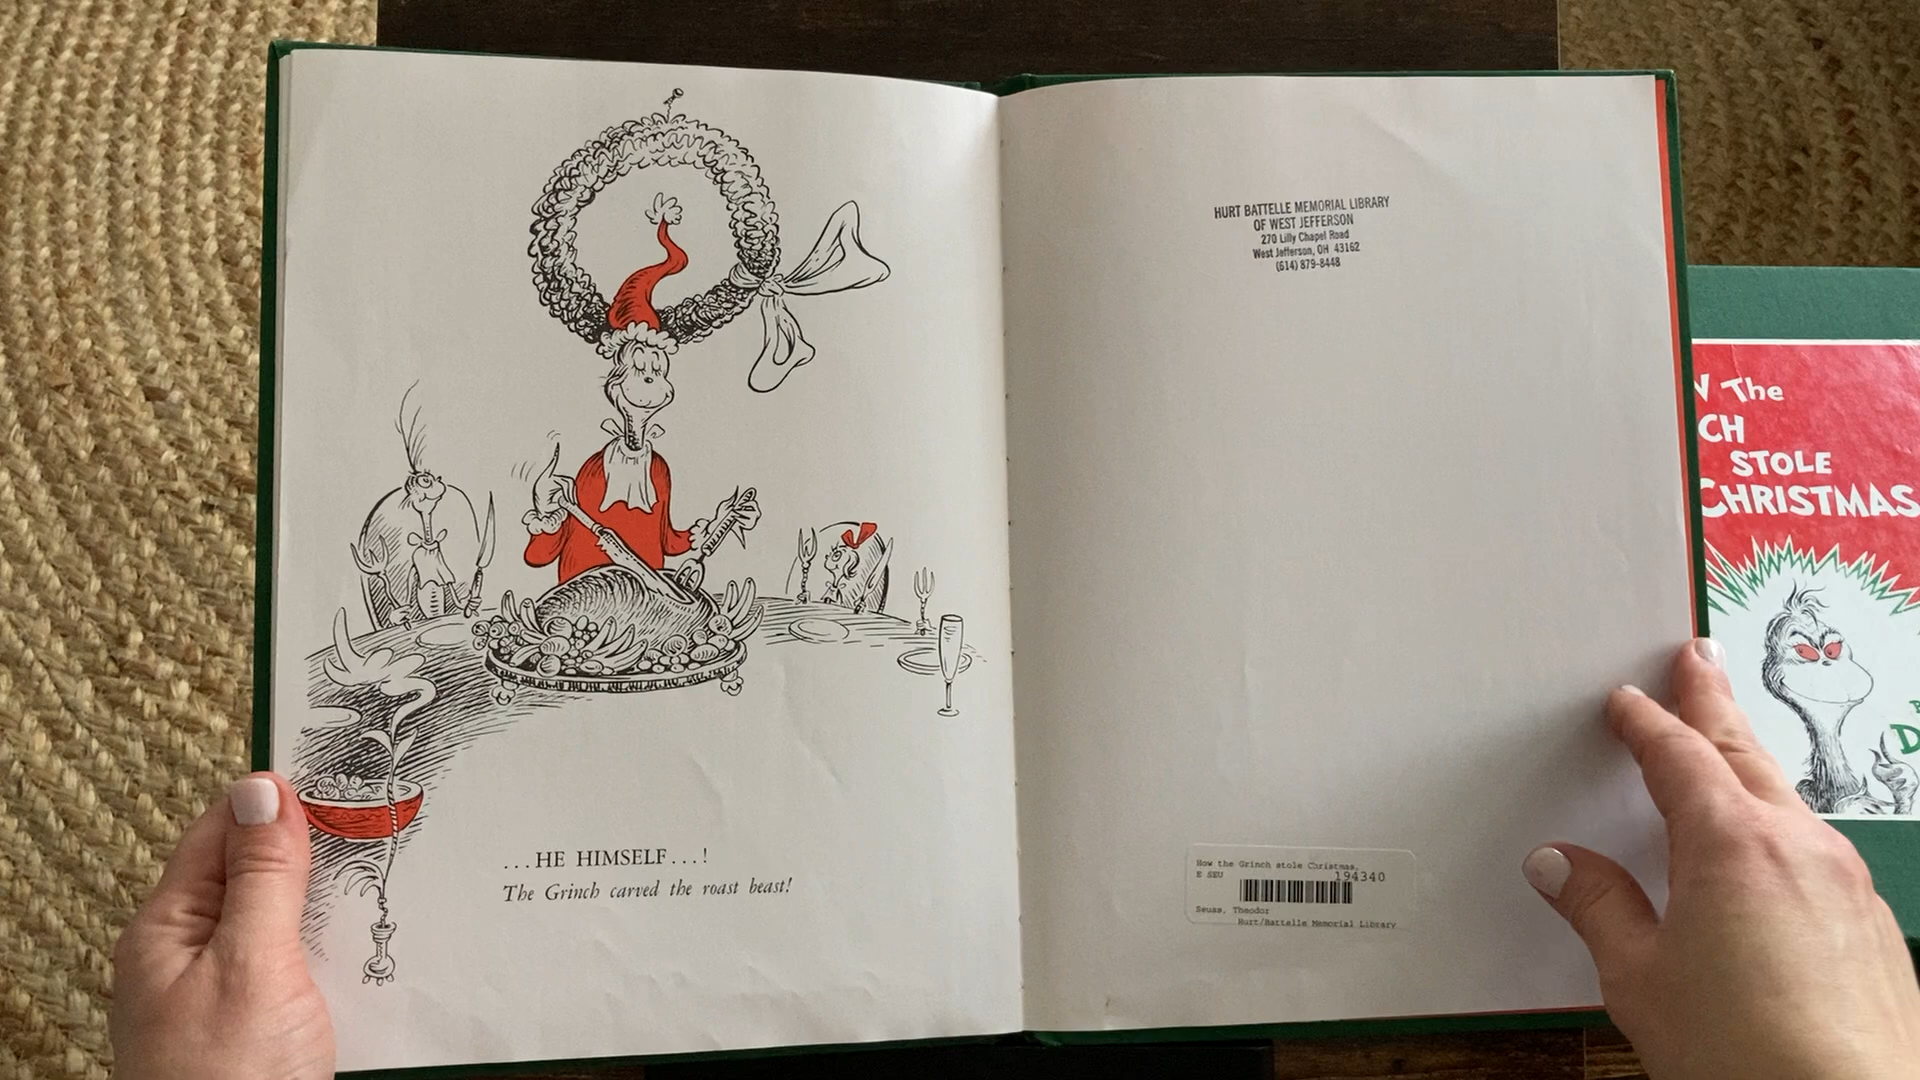 ...HE HIMSELF...!
The Grinch carved the roast beast!
HURT BATTELLE MEMORIAL LIBRARY
OF WEST JEFFERSON
270 Lilly Chapel Road
West Jefferson, OH 43162
(614) 879-8448
How the Grinch stole Christmas.
E SEU 194340
Seuss, Theodor
Hurt/Battelle Memorial Library
The
CH
STOLE
CHRISTMAS
D